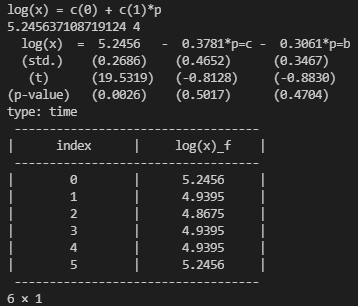 log(x) = c(0) + c(1)*p
5.245637108719124 4
log(x)  =  5.2456   -  0.3781*p=c -  0.3061*p=b
(std.)    (0.2686)    (0.4652)      (0.3467)
(t)     (19.5319)   (-0.8128)     (-0.8830)
(p-value)    (0.0026)    (0.5017)      (0.4704)
type: time
-----------------------------------
|      index      |     log(x)_f    |
-----------------------------------
|        0        |      5.2456     |
|        1        |      4.9395     |
|        2        |      4.8675     |
|        3        |      4.9395     |
|        4        |      4.9395     |
|        5        |      5.2456     |
-----------------------------------
6 × 1